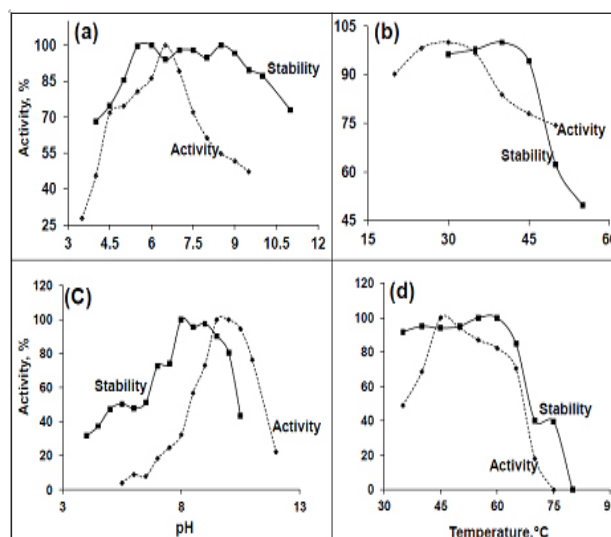 (a)
Activity, %
100
85
70
55
40
25
3
4.5
6
7.5
9
10.5
12
Stability
Activity
(b)
105
90
75
60
45
15
30
45
60
Activity
Stability
(C)
Activity, %
120
100
80
60
40
20
0
3
8
13
pH
Stability
Activity
(d)
120
100
80
60
40
20
0
30
45
60
75
9
Temperature,°C
Stability
Activity